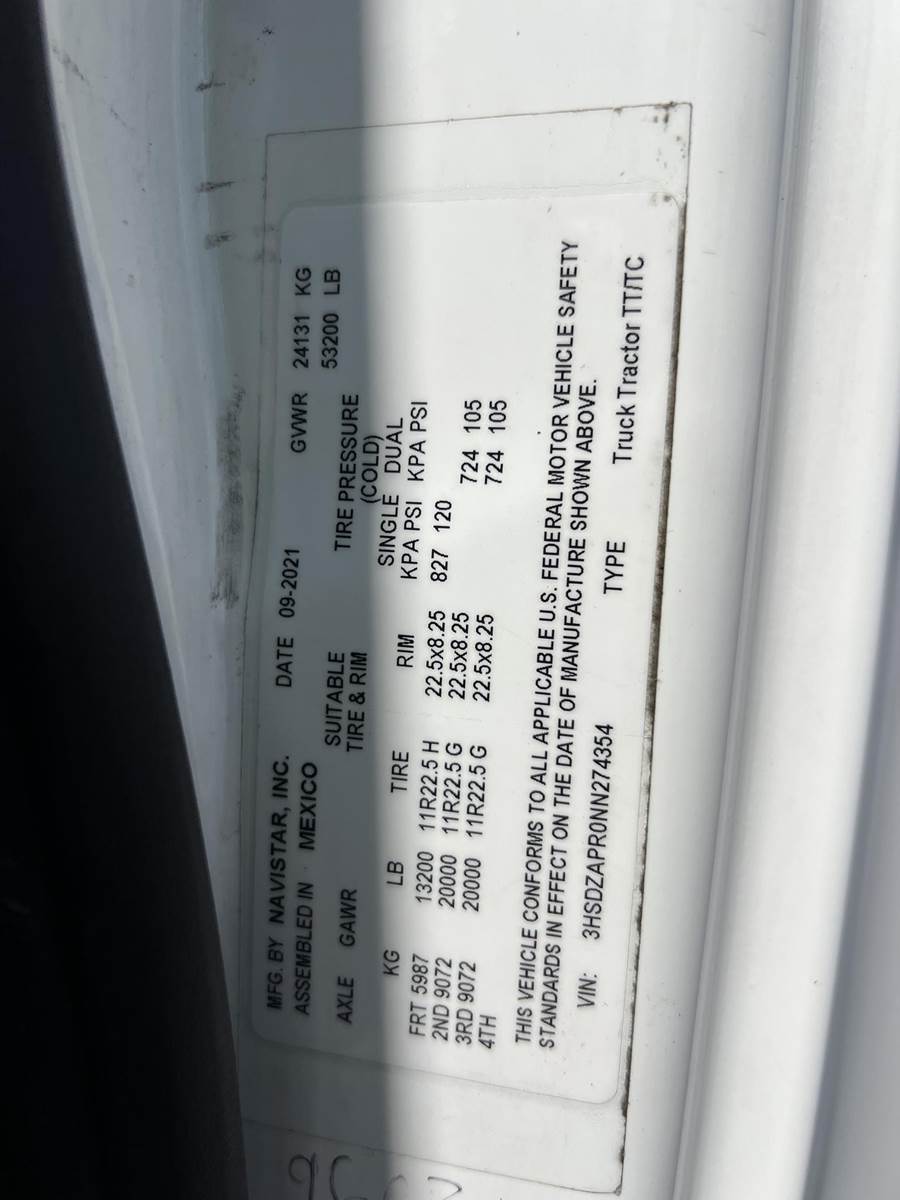 MFG. BY NAVISTAR, INC. DATE 09-2021 GVWR 24131 KG
ASSEMBLED IN MEXICO 53200 LB
SUITABLE TIRE PRESSURE
AXLE GAWR TIRE & RIM (COLD)
SINGLE DUAL
KG LB TIRE RIM KPA PSI KPA PSI
FRT 5987 13200 11R22.5 H 22.5x8.25 827 120
2ND 9072 20000 11R22.5 G 22.5x8.25 724 105
3RD 9072 20000 11R22.5 G 22.5x8.25 724 105
4TH
THIS VEHICLE CONFORMS TO ALL APPLICABLE U.S. FEDERAL MOTOR VEHICLE SAFETY
STANDARDS IN EFFECT ON THE DATE OF MANUFACTURE SHOWN ABOVE.
VIN: 3HSDZAPR0NN274354 TYPE Truck Tractor TT/TC